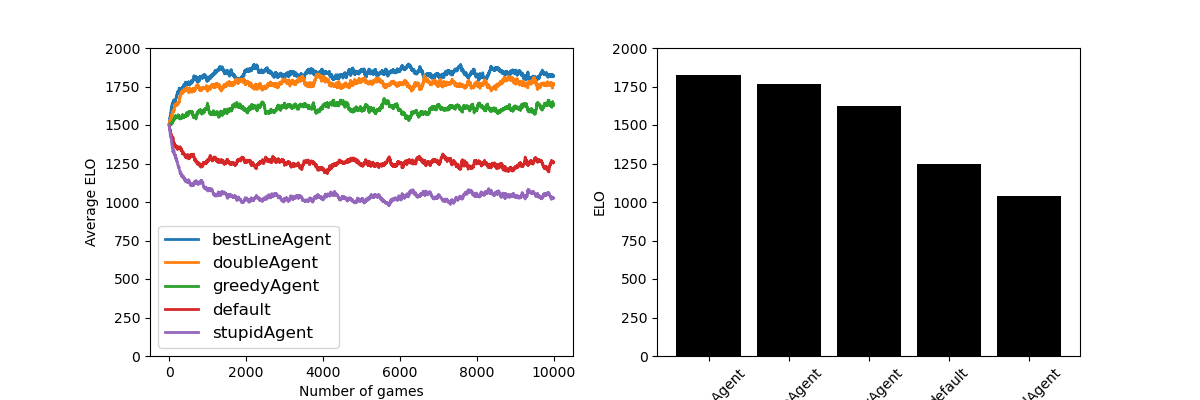 2000
1750
1500
1250
1000
750
500
250
0
Average ELO
bestLineAgent
doubleAgent
greedyAgent
default
stupidAgent
0 2000 4000 6000 8000 10000
Number of games
2000
1750
1500
1250
1000
750
500
250
0
ELO
Agent
Agent
Agent
default
Agent